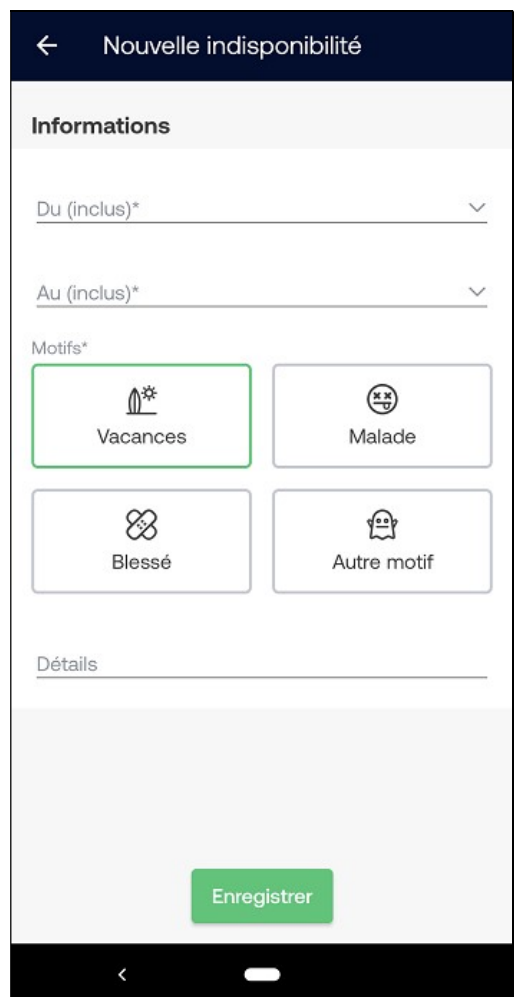 Nouvelle indisponibilité
Informations
Du (inclus)*
Au (inclus)*
Motifs*
Vacances
Malade
Blessé
Autre motif
Détails
Enregistrer